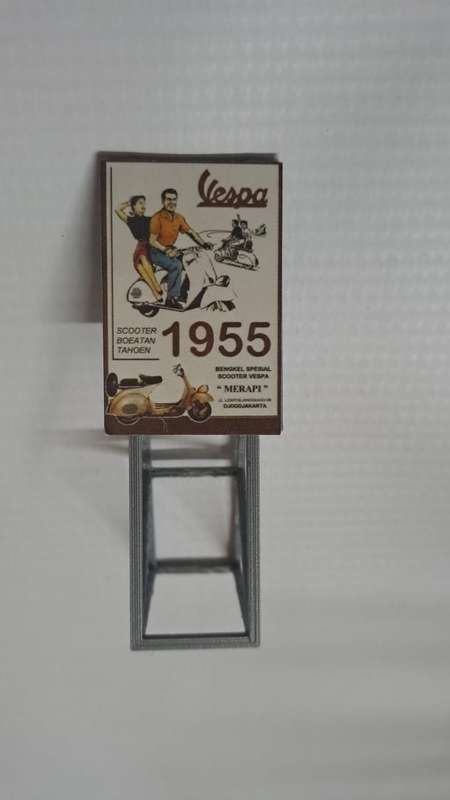 Vespa
SCOOTER
BOEATAN
TAHOEN
1955
BENGKEL SPESIAL
SCOOTER VESPA
" MERAPI "
DJOGDJAKARTA